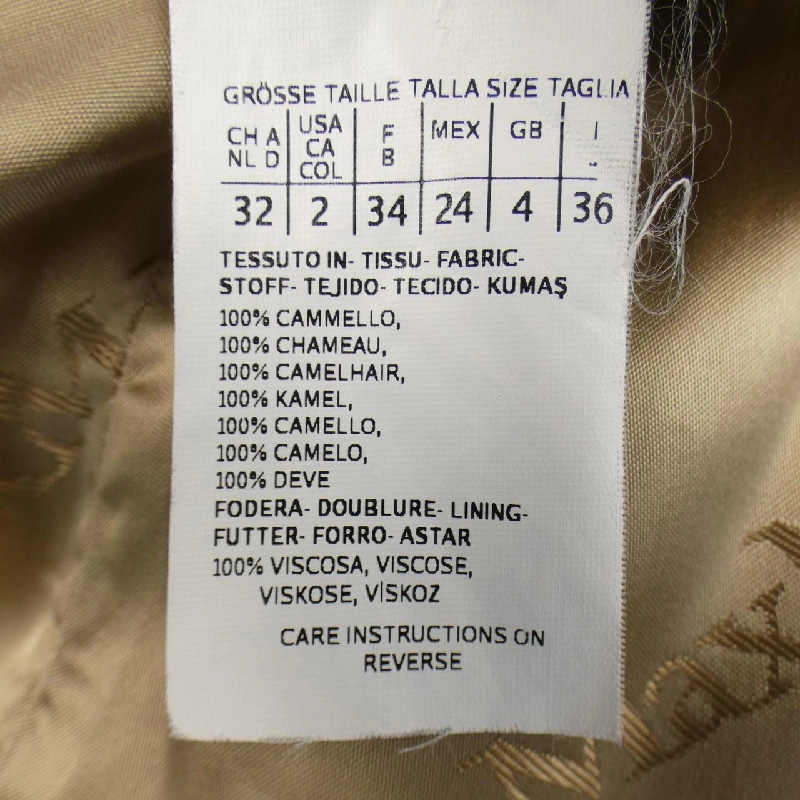 GRÖSSE TAILLE TALLA SIZE TAGLIA
CH A NL D USA CA COL F B MEX GB I
32 2 34 24 4 36
TESSUTO IN- TISSU- FABRIC-
STOFF- TEJIDO- TECIDO- KUMAŞ
100% CAMMELLO,
100% CHAMEAU,
100% CAMELHAIR,
100% KAMEL,
100% CAMELLO,
100% CAMELO,
100% DEVE
FODERA- DOUBLURE- LINING-
FUTTER- FORRO- ASTAR
100% VISCOSA, VISCOSE,
VISKOSE, VİSKOZ
CARE INSTRUCTIONS ON
REVERSE
Max